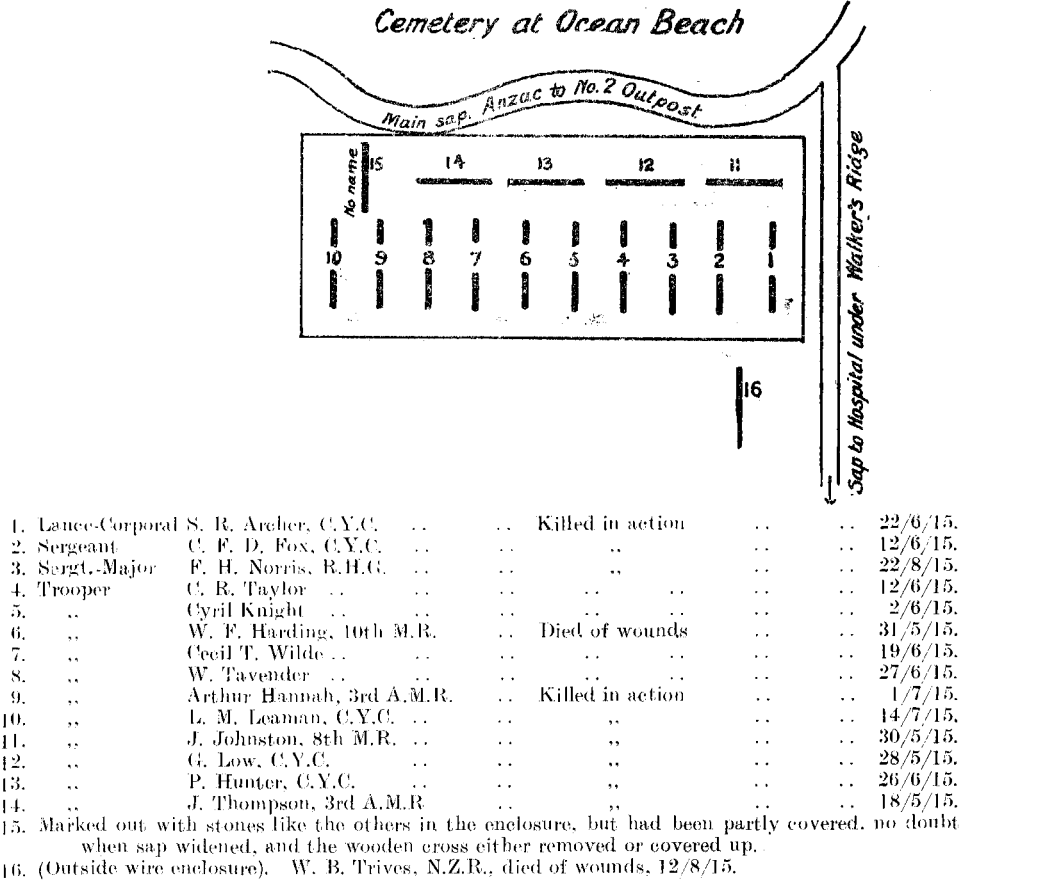 Cemetery at Ocean Beach
Main sap. Anzac to No. 2 Outpost
No name
15 14 13 12 11
10 9 8 7 6 5 4 3 2 1
16
Sap to Hospital under Walker's Ridge
1. Lance-Corporal S. R. Archer, C.Y.C. .. .. Killed in action .. .. 22/6/15.
2. Sergeant C. F. D. Fox, C.Y.C. .. .. ,, .. .. 12/6/15.
3. Sergt.-Major F. H. Norris, R.H.G. .. .. ,, .. .. 22/8/15.
4. Trooper C. R. Taylor .. .. .. .. .. .. .. 12/6/15.
5. ,, Cyril Knight .. .. .. .. .. .. .. 2/6/15.
6. ,, W. F. Harding, 10th M.R. .. Died of wounds .. .. 31/5/15.
7. ,, Cecil T. Wilde .. .. .. .. .. .. .. 19/6/15.
8. ,, W. Tavender .. .. .. .. .. .. .. 27/6/15.
9. ,, Arthur Hannah, 3rd A.M.R. .. Killed in action .. .. 1/7/15.
10. ,, L. M. Leaman, C.Y.C. .. .. ,, .. .. 14/7/15.
11. ,, J. Johnston, 8th M.R. .. .. ,, .. .. 30/5/15.
12. ,, G. Low, C.Y.C. .. .. ,, .. .. 28/5/15.
13. ,, P. Hunter, C.Y.C. .. .. ,, .. .. 26/6/15.
14. ,, J. Thompson, 3rd A.M.R .. ,, .. .. 18/5/15.
15. Marked out with stones like the others in the enclosure, but had been partly covered, no doubt
when sap widened, and the wooden cross either removed or covered up.
16. (Outside wire enclosure). W. B. Trives, N.Z.R., died of wounds, 12/8/15.